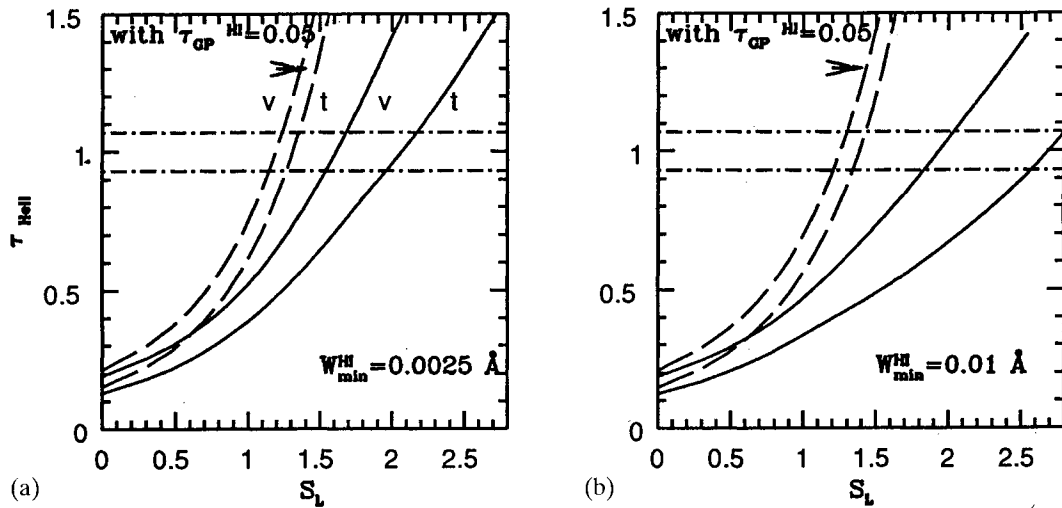 with τ_GP^HI=0.05
v t v t
τ_HeII
1.5
1.
0.5
0
W_min^HI=0.0025 Å
0 0.5 1 1.5 2 2.5
(a)
S_L
with τ_GP^HI=0.05
1.5
1
0.5
0
W_min^HI=0.01 Å
0 0.5 1 1.5 2 2.5
(b)
S_L